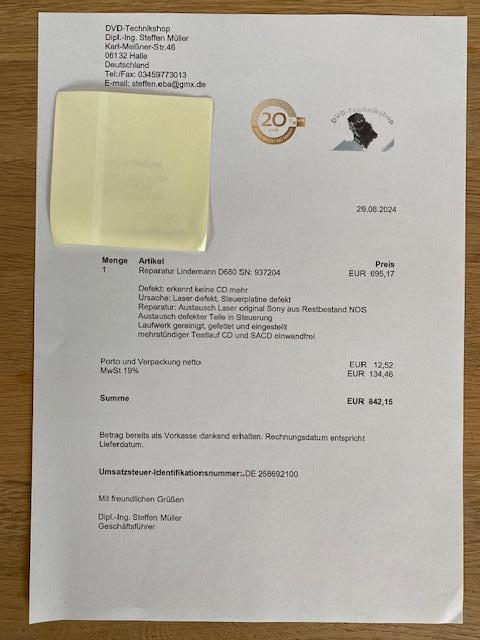 DVD-Technikshop
Dipl.-Ing. Steffen Müller
Karl-Meißner-Str.46
06132 Halle
Deutschland
Tel:/Fax: 03459773013
E-mail: steffen.eba@gmx.de
20
DVD-Technikshop
29.08.2024
Menge Artikel Preis
1 Reparatur Lindemann D680 SN: 937204 EUR 695,17
Defekt: erkennt keine CD mehr
Ursache: Laser defekt, Steuerplatine defekt
Reparatur: Austausch Laser original Sony aus Restbestand NOS
Austausch defekter Teile in Steuerung
Laufwerk gereinigt, gefettet und eingestellt
mehrstündiger Testlauf CD und SACD einwandfrei
Porto und Verpackung netto EUR 12,52
MwSt 19% EUR 134,46
Summe EUR 842,15
Betrag bereits als Vorkasse dankend erhalten. Rechnungsdatum entspricht
Lieferdatum.
Umsatzsteuer-Identifikationsnummer:.DE 258692100
Mit freundlichen Grüßen
Dipl.-Ing. Steffen Müller
Geschäftsführer